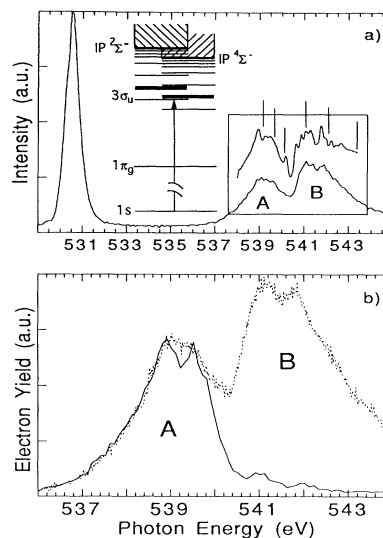 a)
IP ²Σ⁻
IP ⁴Σ⁻
3σᵤ
1πg
1s
A
B
Intensity (a.u.)
531 533 535 537 539 541 543
b)
B
A
Electron Yield (a.u.)
537 539 541 543
Photon Energy (eV)